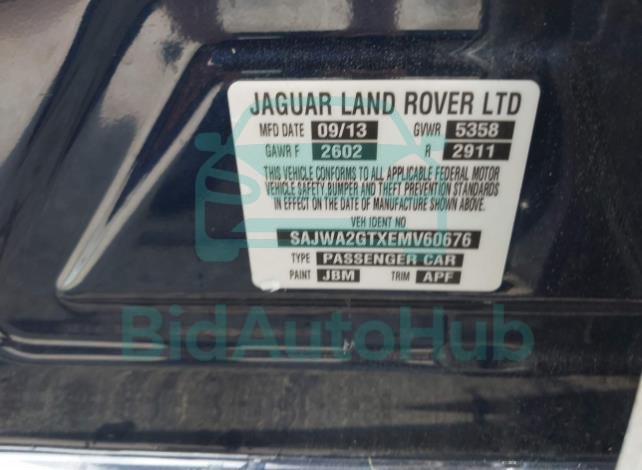 JAGUAR LAND ROVER LTD
MFD DATE 09/13 GVWR 5358
GAWR F 2602 R 2911
THIS VEHICLE CONFORMS TO ALL APPLICABLE FEDERAL MOTOR
VEHICLE SAFETY, BUMPER AND THEFT PREVENTION STANDARDS
IN EFFECT ON THE DATE OF MANUFACTURE SHOWN ABOVE.
VEH IDENT NO
SAJWA2GTXEMV60676
TYPE PASSENGER CAR
PAINT JBM TRIM APF
BidAutoHub